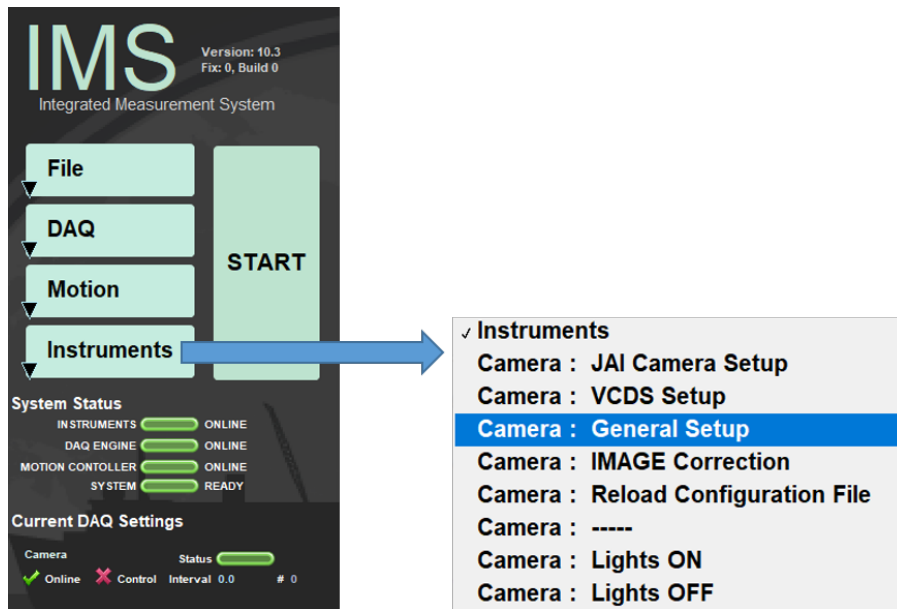 IMS
Version: 10.3
Fix: 0, Build 0
Integrated Measurement System
File
DAQ
Motion
Instruments
START
System Status
INSTRUMENTS ONLINE
DAQ ENGINE ONLINE
MOTION CONTOLLER ONLINE
SYSTEM READY
Current DAQ Settings
Camera Status
Online Control Interval 0.0 # 0
✓ Instruments
Camera : JAI Camera Setup
Camera : VCDS Setup
Camera : General Setup
Camera : IMAGE Correction
Camera : Reload Configuration File
Camera : -----
Camera : Lights ON
Camera : Lights OFF